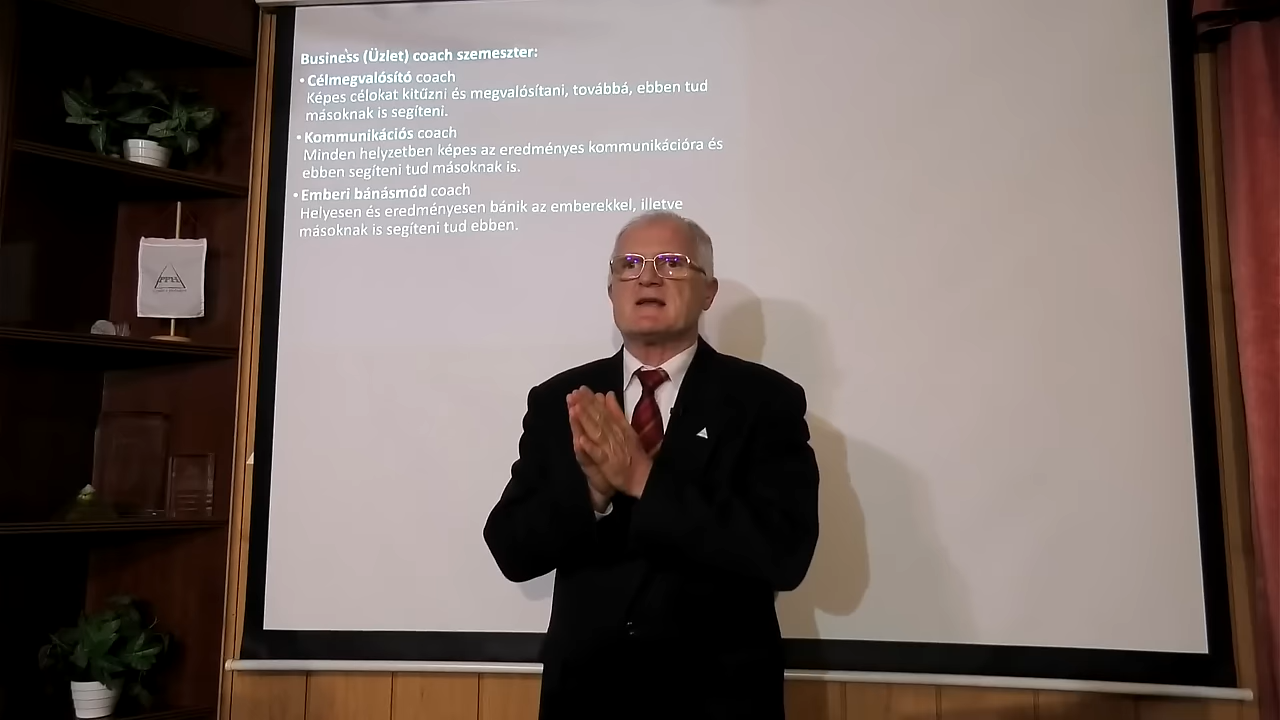 Business (Üzlet) coach szemeszter:
• Célmegvalósító coach
Képes célokat kitűzni és megvalósítani, továbbá, ebben tud
másoknak is segíteni.
• Kommunikációs coach
Minden helyzetben képes az eredményes kommunikációra és
ebben segíteni tud másoknak is.
• Emberi bánásmód coach
Helyesen és eredményesen bánik az emberekkel, illetve
másoknak is segíteni tud ebben.